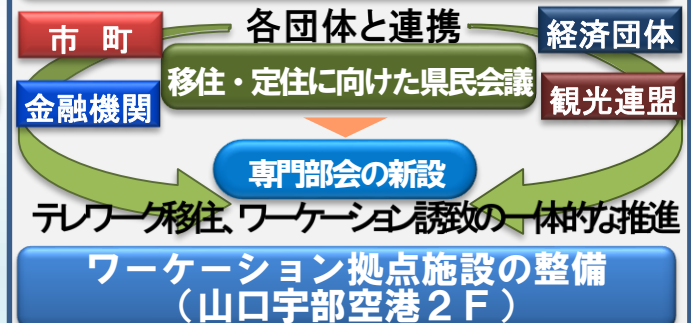 各団体と連携
市 町
経済団体
移住・定住に向けた県民会議
金融機関
観光連盟
専門部会の新設
テレワーク移住、ワーケーション誘致の一体的な推進
ワーケーション拠点施設の整備
（山口宇部空港２Ｆ）